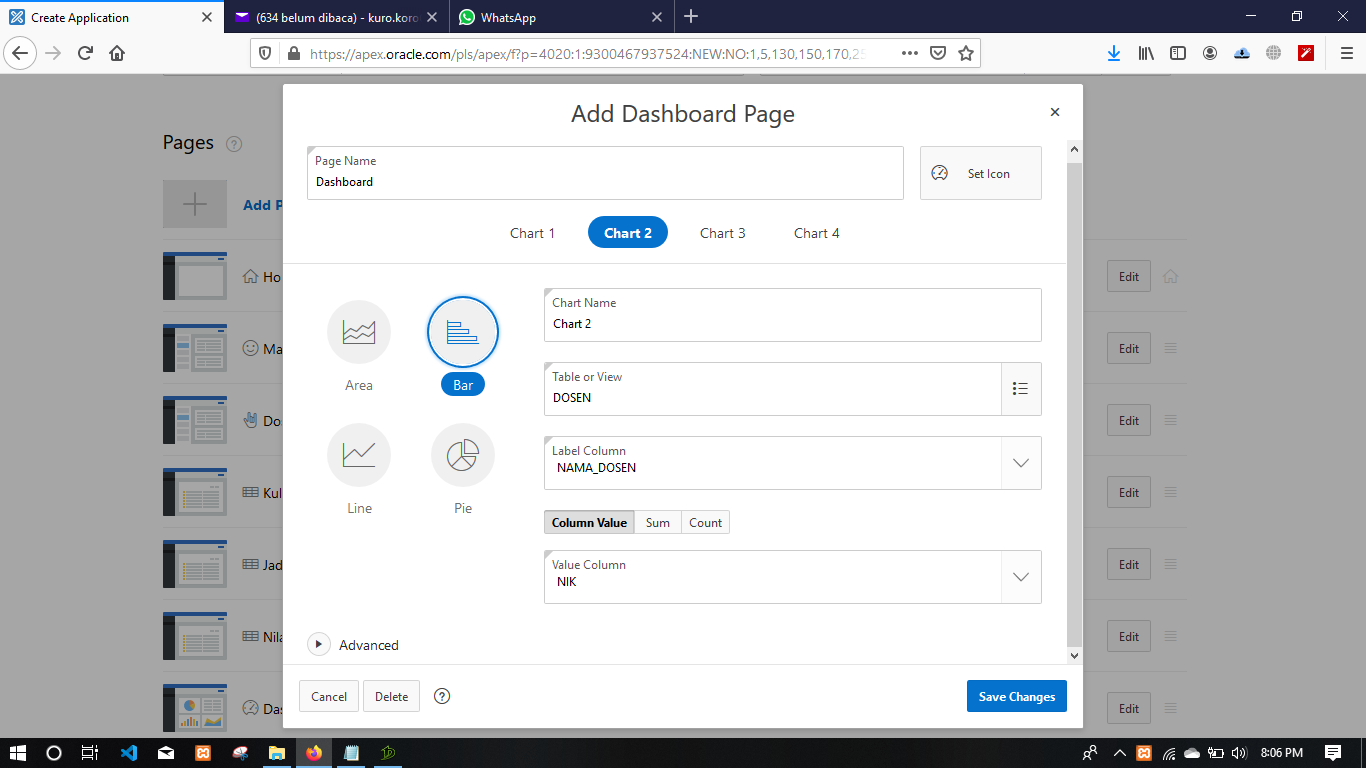 Create Application
(634 belum dibaca) - kuro.koro
WhatsApp
https://apex.oracle.com/pls/apex/f?p=4020:1:9300467937524:NEW:NO:1,5,130,150,170,25
Add Dashboard Page
Pages
Page Name
Dashboard
Set Icon
Add P
Chart 1
Chart 2
Chart 3
Chart 4
Ho
Edit
Chart Name
Chart 2
Ma
Edit
Area
Bar
Table or View
DOSEN
Do
Edit
Label Column
NAMA_DOSEN
Kul
Edit
Line
Pie
Column Value
Sum
Count
Jad
Edit
Value Column
NIK
Nila
Edit
Advanced
Cancel
Delete
Save Changes
Das
Edit
8:06 PM